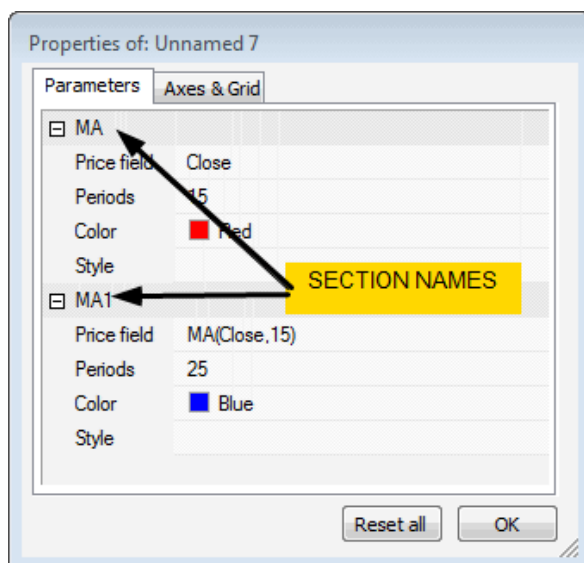 Properties of: Unnamed 7
Parameters Axes & Grid
MA
Price field Close
Periods 15
Color Red
Style
SECTION NAMES
MA1
Price field MA(Close,15)
Periods 25
Color Blue
Style
Reset all OK